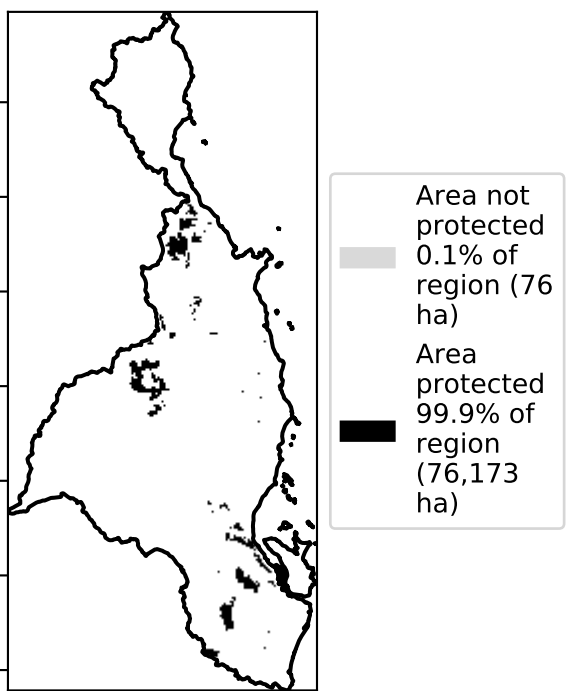 Area not
protected
0.1% of
region (76
ha)
Area
protected
99.9% of
region
(76,173
ha)